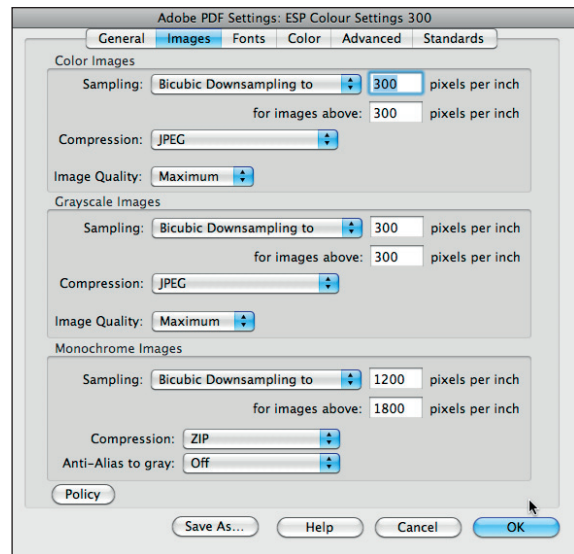 Adobe PDF Settings: ESP Colour Settings 300
General Images Fonts Color Advanced Standards
Color Images
Sampling: Bicubic Downsampling to 300 pixels per inch
for images above: 300 pixels per inch
Compression: JPEG
Image Quality: Maximum
Grayscale Images
Sampling: Bicubic Downsampling to 300 pixels per inch
for images above: 300 pixels per inch
Compression: JPEG
Image Quality: Maximum
Monochrome Images
Sampling: Bicubic Downsampling to 1200 pixels per inch
for images above: 1800 pixels per inch
Compression: ZIP
Anti-Alias to gray: Off
Policy
Save As... Help Cancel OK